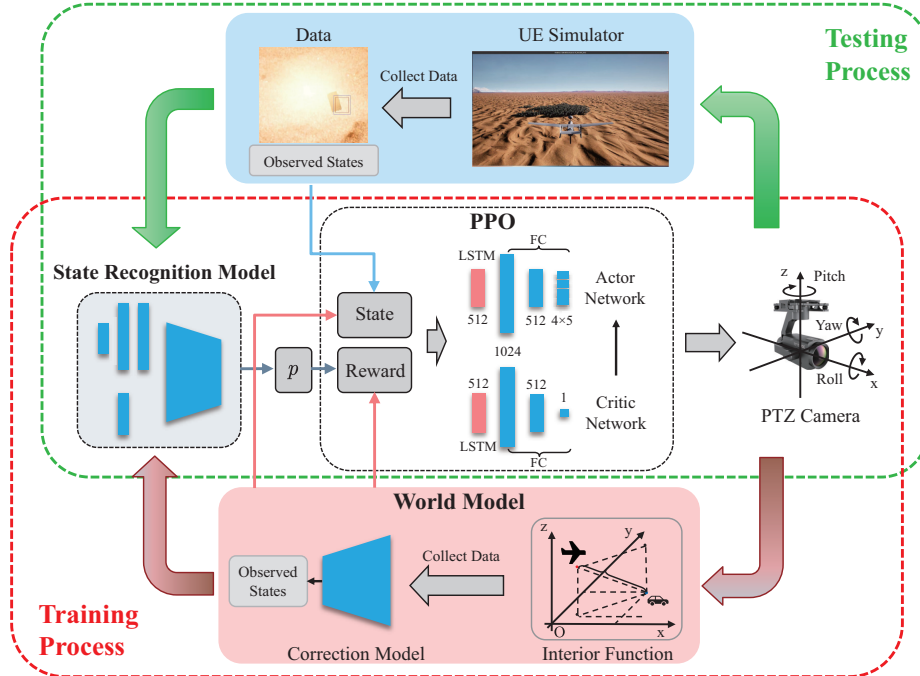 Data
UE Simulator
Testing
Process
Collect Data
Observed States
PPO
State Recognition Model
LSTM
FC
512
1024
512
4×5
Actor
Network
State
p
Reward
512
512
1
LSTM
FC
Critic
Network
z
Pitch
Yaw
y
Roll
x
PTZ Camera
World Model
Observed
States
Collect Data
z
y
O
x
Training
Process
Correction Model
Interior Function